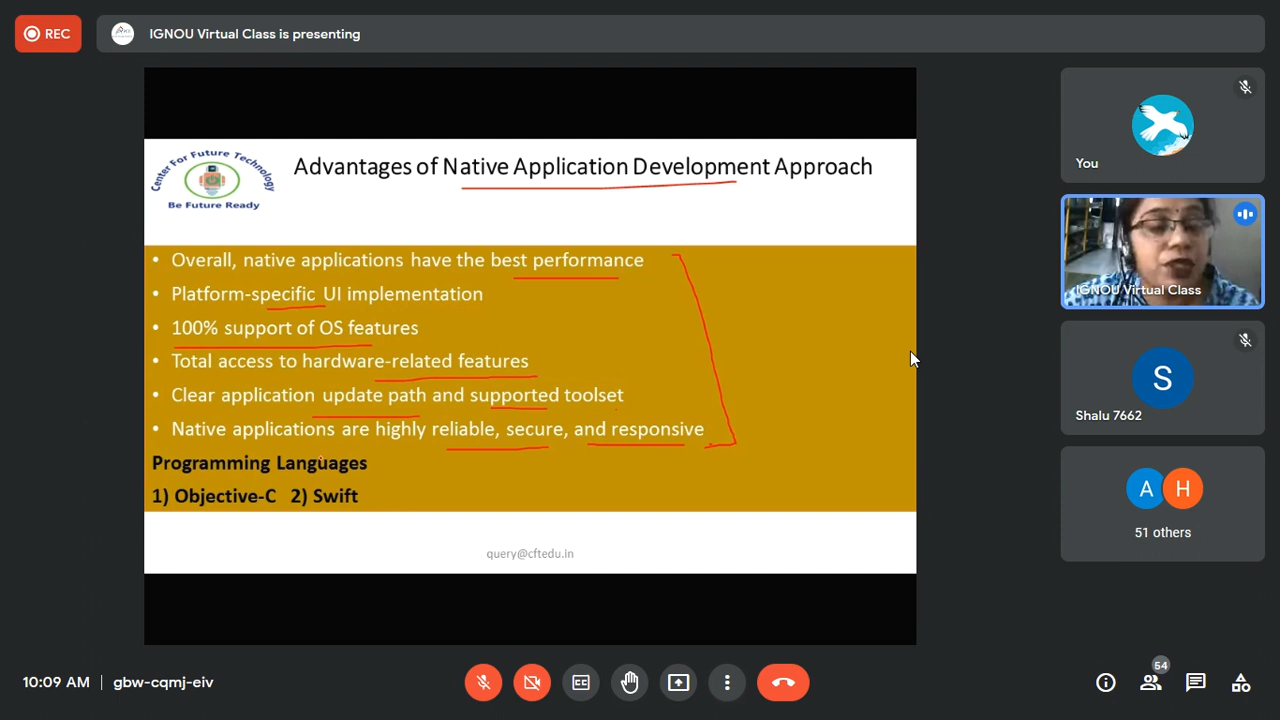 REC
IGNOU Virtual Class is presenting
Center For Future Technology
Be Future Ready
Advantages of Native Application Development Approach
• Overall, native applications have the best performance
• Platform-specific UI implementation
• 100% support of OS features
• Total access to hardware-related features
• Clear application update path and supported toolset
• Native applications are highly reliable, secure, and responsive
Programming Languages
1) Objective-C 2) Swift
query@cftedu.in
You
IGNOU Virtual Class
S
Shalu 7662
A H
51 others
10:09 AM | gbw-cqmj-eiv
CC
54